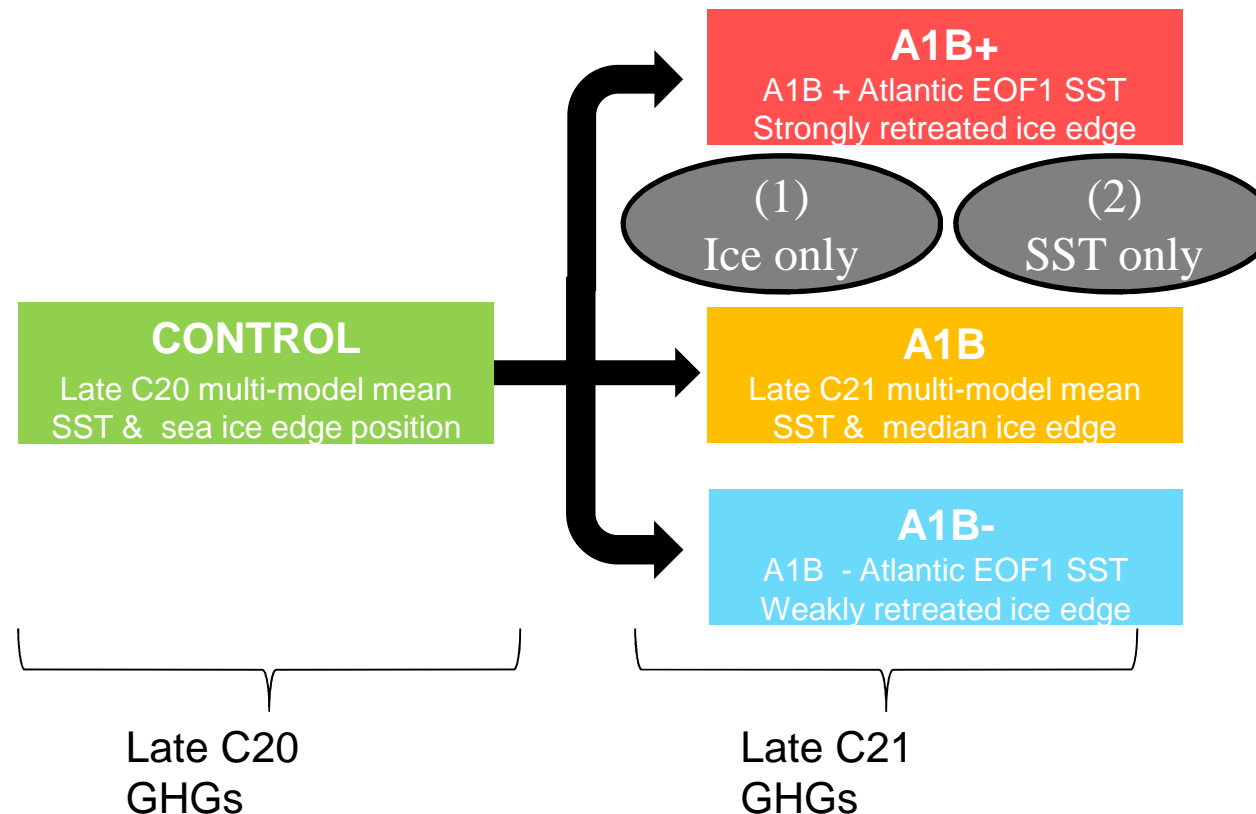 A1B+
A1B + Atlantic EOF1 SST
Strongly retreated ice edge
(1)
Ice only
(2)
SST only
CONTROL
Late C20 multi-model mean
SST & sea ice edge position
A1B
Late C21 multi-model mean
SST & median ice edge
A1B-
A1B - Atlantic EOF1 SST
Weakly retreated ice edge
Late C20
GHGs
Late C21
GHGs